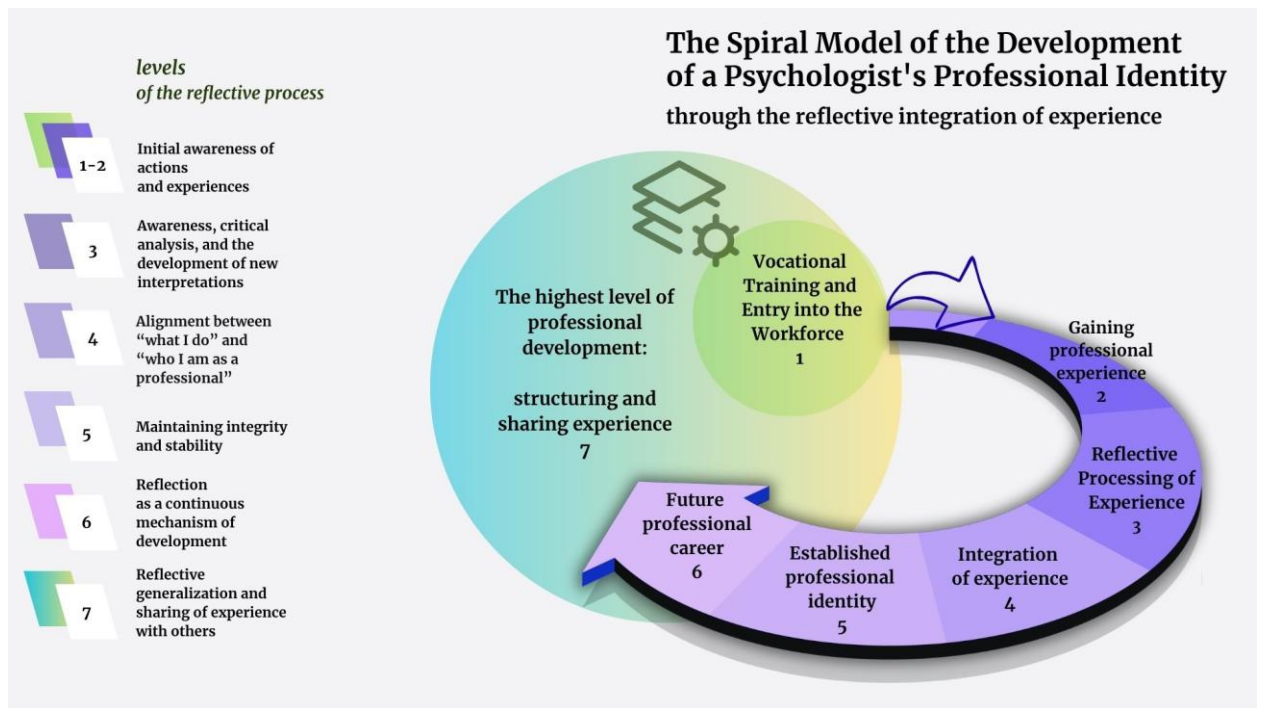 The Spiral Model of the Development
of a Psychologist's Professional Identity
through the reflective integration of experience
levels
of the reflective process
1-2
Initial awareness of
actions
and experiences
3
Awareness, critical
analysis, and the
development of new
interpretations
4
Alignment between
“what I do” and
“who I am as a
professional”
5
Maintaining integrity
and stability
6
Reflection
as a continuous
mechanism of
development
7
Reflective
generalization and
sharing of experience
with others
The highest level of
professional
development:
structuring and
sharing experience
7
Vocational
Training and
Entry into the
Workforce
1
Gaining
professional
experience
2
Reflective
Processing of
Experience
3
Integration
of experience
4
Established
professional
identity
5
Future
professional
career
6